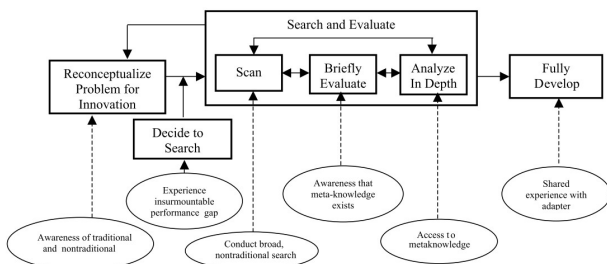 Search and Evaluate
Reconceptualize
Problem for
Innovation
Scan
Briefly
Evaluate
Analyze
In Depth
Fully
Develop
Decide to
Search
Experience
insurmountable
performance gap
Awareness that
meta-knowledge
exists
Shared
experience with
adapter
Awareness of traditional
and nontraditional
Conduct broad,
nontraditional search
Access to
metaknowledge